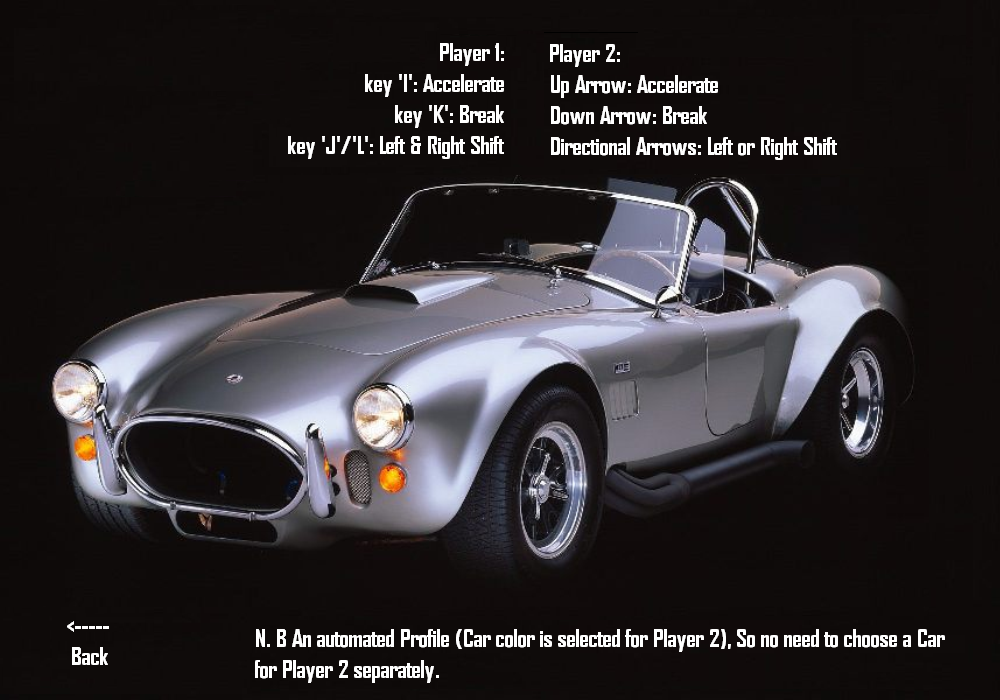 Player 1:
key 'I': Accelerate
key 'K': Break
key 'J'/'L': Left & Right Shift
Player 2:
Up Arrow: Accelerate
Down Arrow: Break
Directional Arrows: Left or Right Shift
<-----
Back
N. B An automated Profile (Car color is selected for Player 2), So no need to choose a Car
for Player 2 separately.